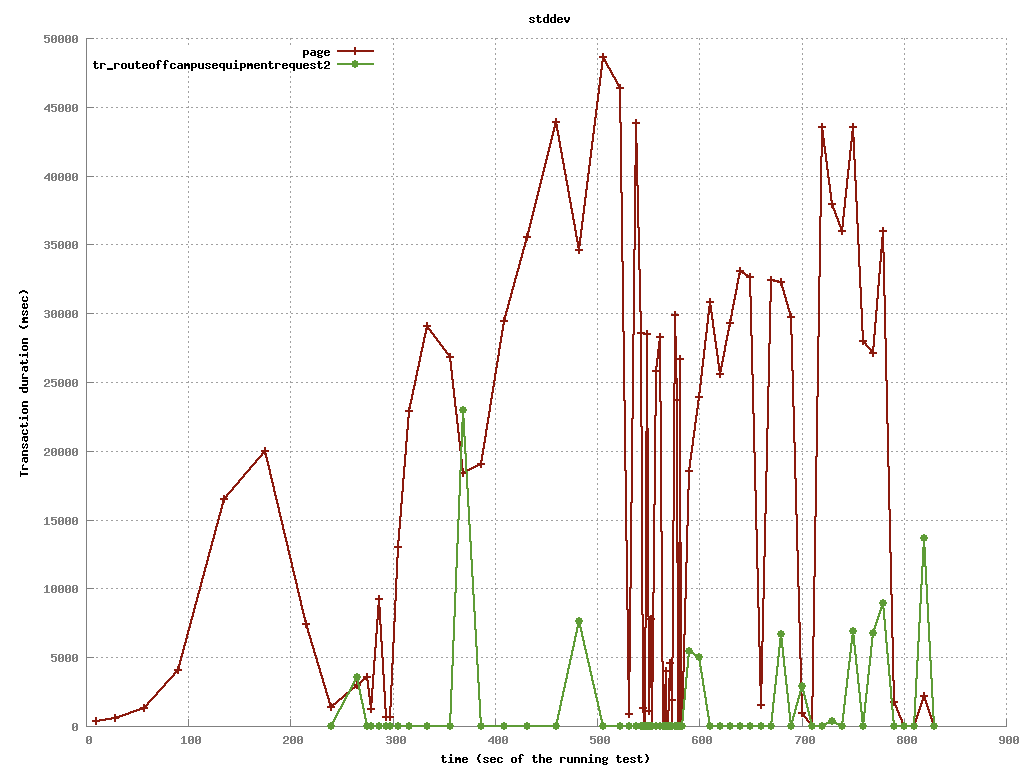 stddev
page
tr_routeoffcampusequipmentrequest2
50000
45000
40000
35000
30000
25000
20000
15000
10000
5000
0
Transaction duration (msec)
0 100 200 300 400 500 600 700 800 900
time (sec of the running test)